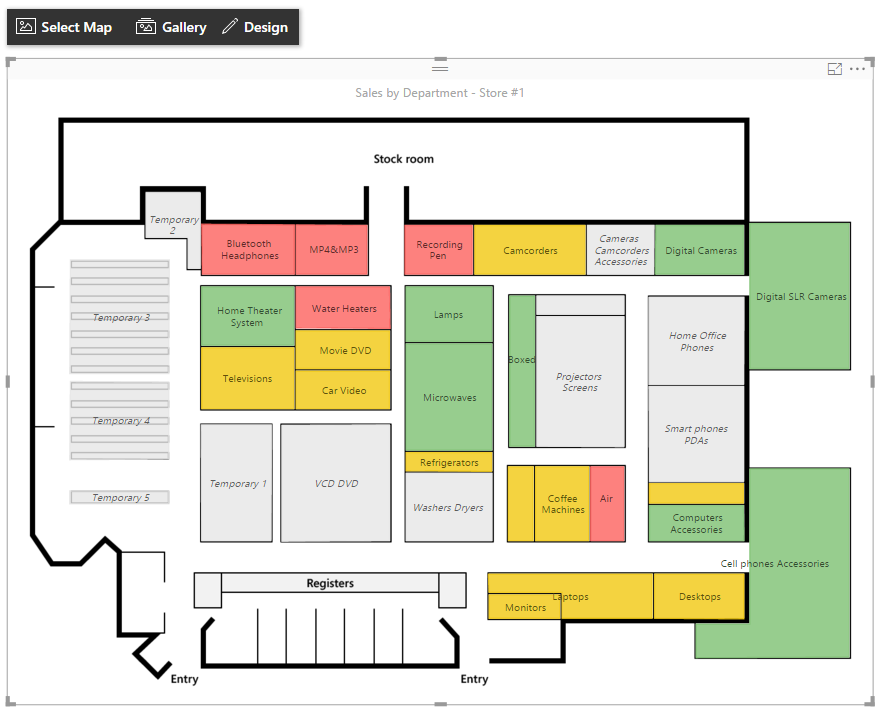 Select Map
Gallery
Design
Sales by Department - Store #1
Stock room
Temporary
2
Bluetooth
Headphones
MP4&MP3
Recording
Pen
Camcorders
Cameras
Camcorders
Accessories
Digital Cameras
Digital SLR Cameras
Temporary 3
Home Theater
System
Water Heaters
Lamps
Home Office
Phones
Movie DVD
Boxed
Televisions
Car Video
Microwaves
Projectors
Screens
Temporary 4
Smart phones
PDAs
Refrigerators
Temporary 1
VCD DVD
Temporary 5
Washers Dryers
Coffee
Machines
Air
Computers
Accessories
Cell phones Accessories
Registers
Laptops
Monitors
Desktops
Entry
Entry